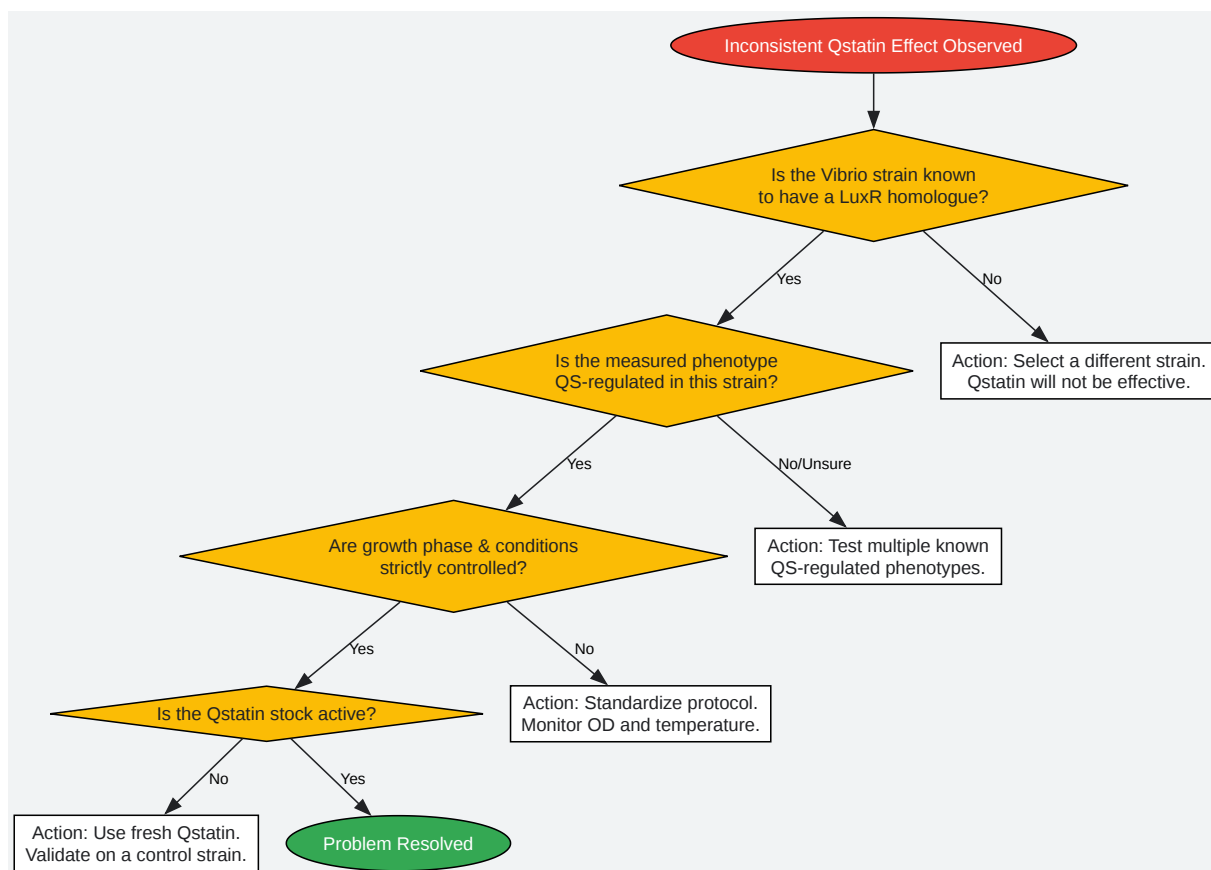 Inconsistent Qstatin Effect Observed
Is the Vibrio strain known
to have a LuxR homologue?
Yes
No
Is the measured phenotype
QS-regulated in this strain?
Action: Select a different strain.
Qstatin will not be effective.
Yes
No/Unsure
Are growth phase & conditions
strictly controlled?
Action: Test multiple known
QS-regulated phenotypes.
Yes
No
Is the Qstatin stock active?
Action: Standardize protocol.
Monitor OD and temperature.
No
Yes
Action: Use fresh Qstatin.
Validate on a control strain.
Problem Resolved